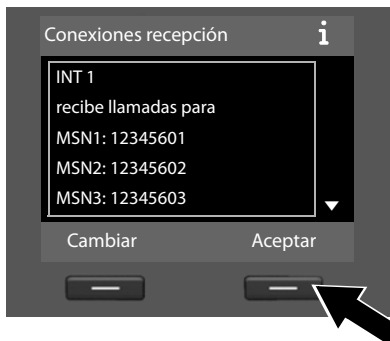 Conexiones recepción i
INT 1
recibe llamadas para
MSN1: 12345601
MSN2: 12345602
MSN3: 12345603
Cambiar Aceptar